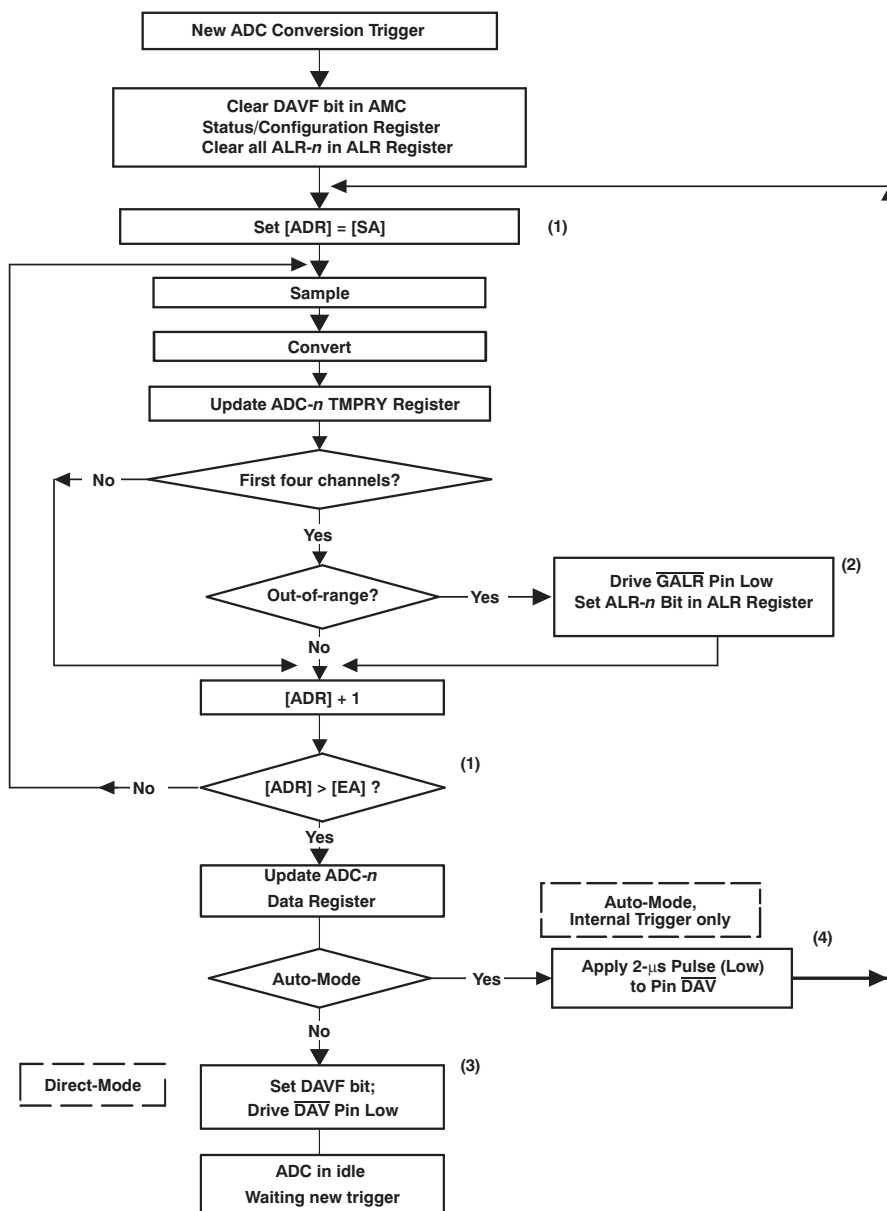 New ADC Conversion Trigger
Clear DAVF bit in AMC
Status/Configuration Register
Clear all ALR-n in ALR Register
Set [ADR] = [SA]
(1)
Sample
Convert
Update ADC-n TMPRY Register
First four channels?
No
Yes
Out-of-range?
Yes
(2)
Drive GALR Pin Low
Set ALR-n Bit in ALR Register
No
[ADR] + 1
[ADR] > [EA] ?
(1)
No
Yes
Update ADC-n
Data Register
Auto-Mode,
Internal Trigger only
Auto-Mode
Yes
(4)
Apply 2-μs Pulse (Low)
to Pin DAV
No
Direct-Mode
(3)
Set DAVF bit;
Drive DAV Pin Low
ADC in idle
Waiting new trigger